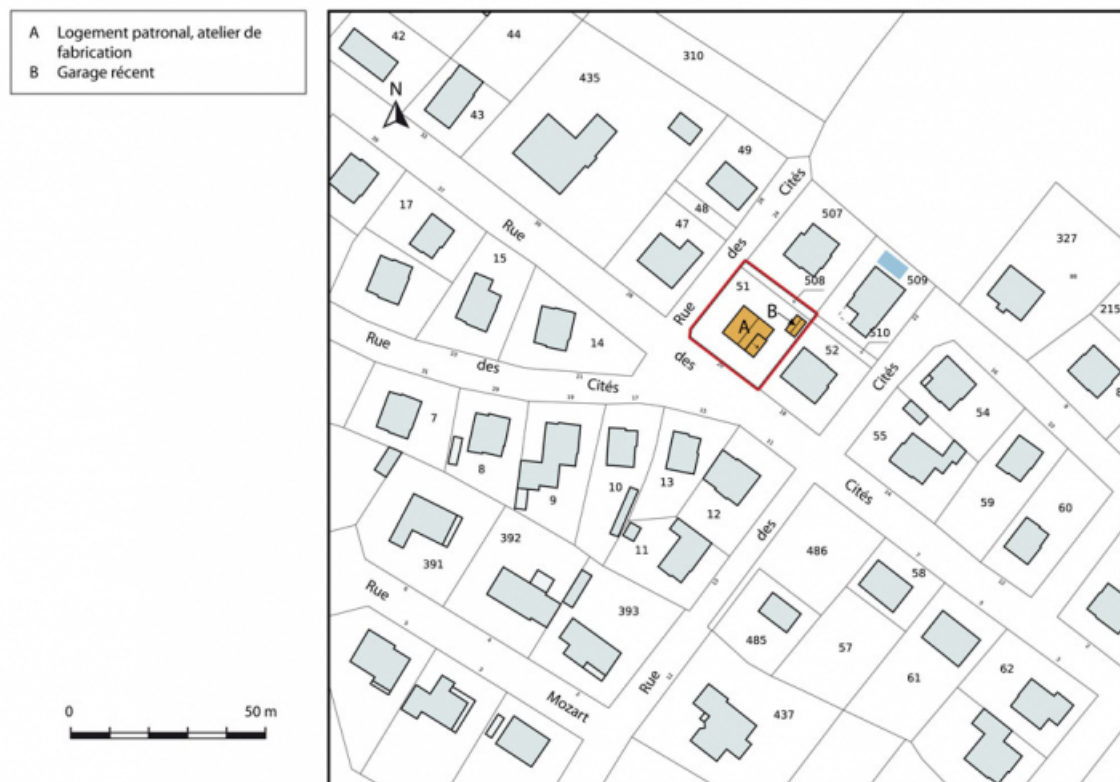 A Logement patronal, atelier de
fabrication
B Garage récent
N
0 50 m
42
44
310
435
43
49
Cités
17
48
507
47
des
Rue
15
327
508
509
51
B
215
Rue
A
14
510
52
Rue
des
des
Cités
Cités
54
7
55
8
13
Cités
9
10
59
60
12
des
11
486
392
391
58
Rue
393
485
57
62
61
Rue
Mozart
437